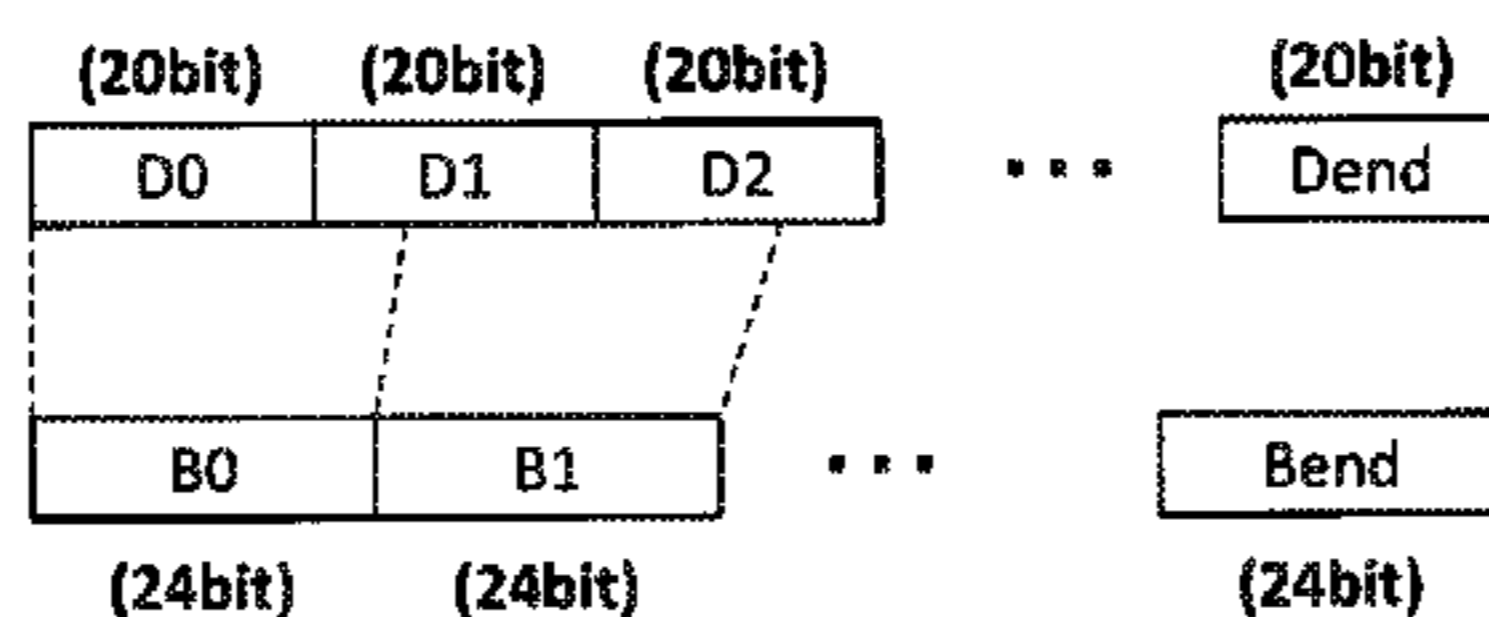 (20bit) (20bit) (20bit) (20bit)
D0 D1 D2 ... Dend
B0 B1 ... Bend
(24bit) (24bit) (24bit)